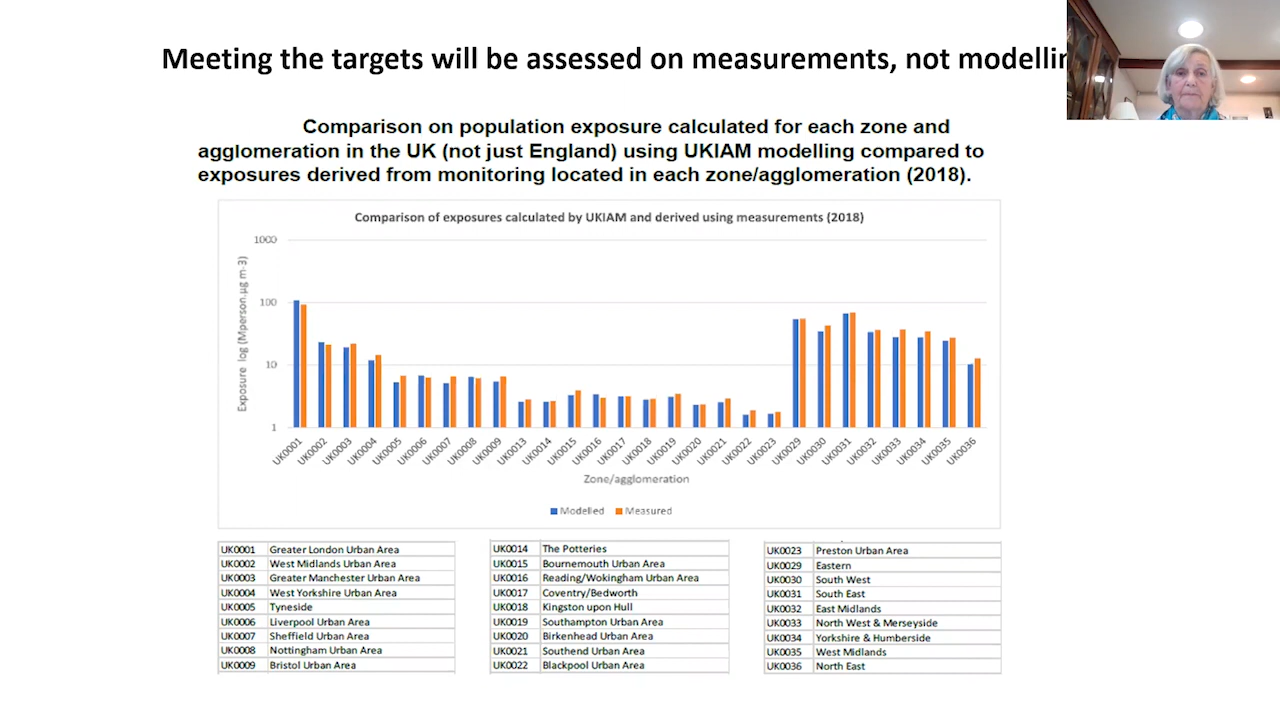 Meeting the targets will be assessed on measurements, not modellin
Comparison on population exposure calculated for each zone and
agglomeration in the UK (not just England) using UKIAM modelling compared to
exposures derived from monitoring located in each zone/agglomeration (2018).
Comparison of exposures calculated by UKIAM and derived using measurements (2018)
Exposure log (Mperson.µg m-3)
1000
100
10
1
UK0001 UK0002 UK0003 UK0004 UK0005 UK0006 UK0007 UK0008 UK0009 UK0013 UK0014 UK0015 UK0016 UK0017 UK0018 UK0019 UK0020 UK0021 UK0022 UK0023 UK0029 UK0030 UK0031 UK0032 UK0033 UK0034 UK0035 UK0036
Zone/agglomeration
Modelled Measured
UK0001 Greater London Urban Area
UK0002 West Midlands Urban Area
UK0003 Greater Manchester Urban Area
UK0004 West Yorkshire Urban Area
UK0005 Tyneside
UK0006 Liverpool Urban Area
UK0007 Sheffield Urban Area
UK0008 Nottingham Urban Area
UK0009 Bristol Urban Area
UK0014 The Potteries
UK0015 Bournemouth Urban Area
UK0016 Reading/Wokingham Urban Area
UK0017 Coventry/Bedworth
UK0018 Kingston upon Hull
UK0019 Southampton Urban Area
UK0020 Birkenhead Urban Area
UK0021 Southend Urban Area
UK0022 Blackpool Urban Area
UK0023 Preston Urban Area
UK0029 Eastern
UK0030 South West
UK0031 South East
UK0032 East Midlands
UK0033 North West & Merseyside
UK0034 Yorkshire & Humberside
UK0035 West Midlands
UK0036 North East